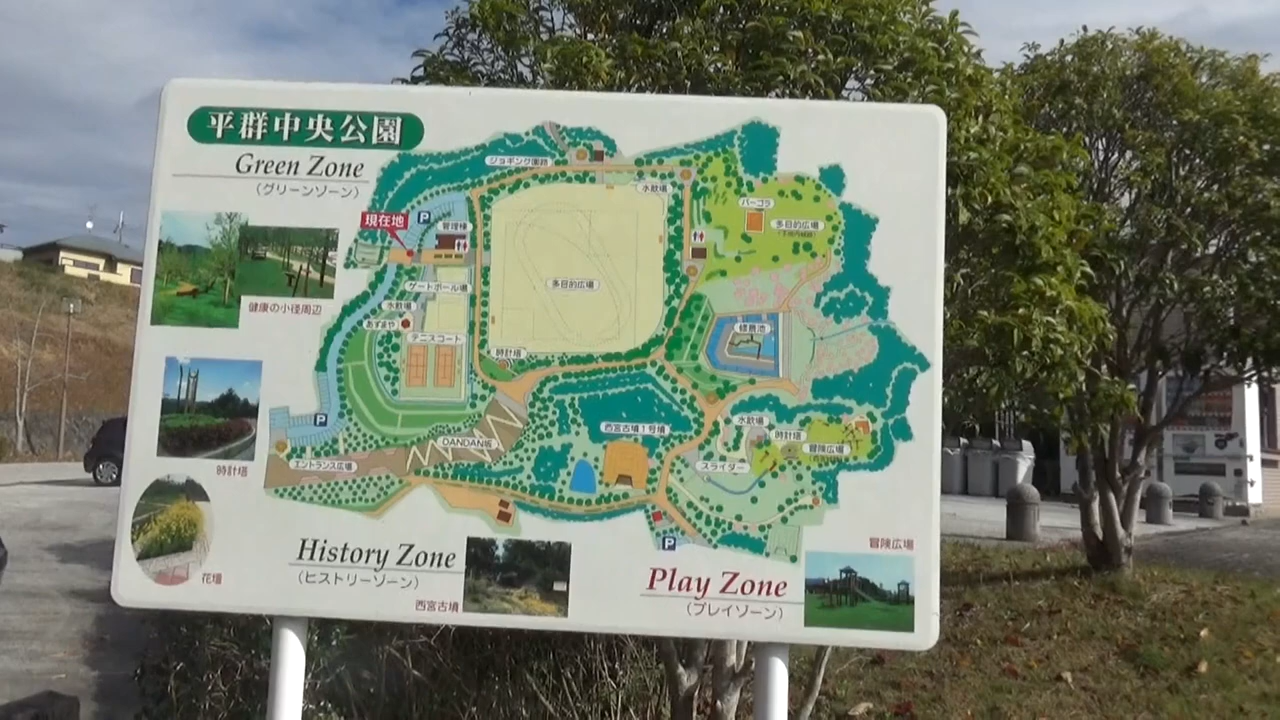 平群中央公園
Green Zone
(グリーンゾーン)
健康の小径周辺
時計塔
花壇
ジョギング園路
水飲場
現在地
P
管理棟
パーゴラ
多目的広場
ゲートボール場
多目的広場
水飲場
あずまや
テニスコート
時計塔
修景池
P
DANDAN坂
西宮古墳1号墳
水飲場
時計塔
冒険広場
エントランス広場
スライダー
P
History Zone
(ヒストリーゾーン)
西宮古墳
Play Zone
(プレイゾーン)
冒険広場